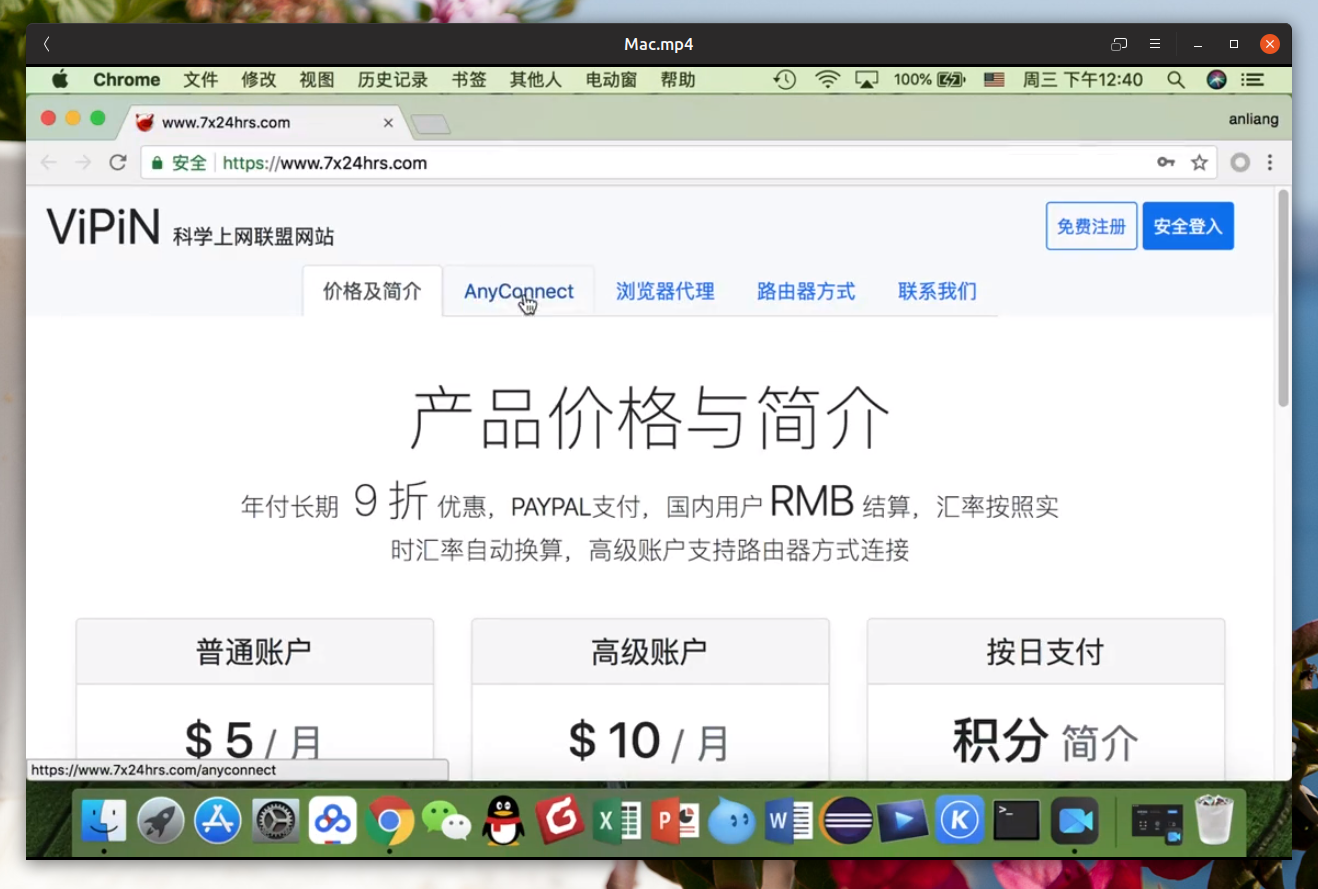 Mac.mp4
Chrome 文件 修改 视图 历史记录 书签 其他人 电动窗 帮助 100% 周三 下午12:40
www.7x24hrs.com anliang
安全 https://www.7x24hrs.com
ViPiN 科学上网联盟网站 免费注册 安全登入
价格及简介 AnyConnect 浏览器代理 路由器方式 联系我们
产品价格与简介
年付长期 9 折 优惠，PAYPAL支付，国内用户 RMB 结算，汇率按照实
时汇率自动换算，高级账户支持路由器方式连接
普通账户 高级账户 按日支付
$ 5 / 月 $ 10 / 月 积分 简介
https://www.7x24hrs.com/anyconnect